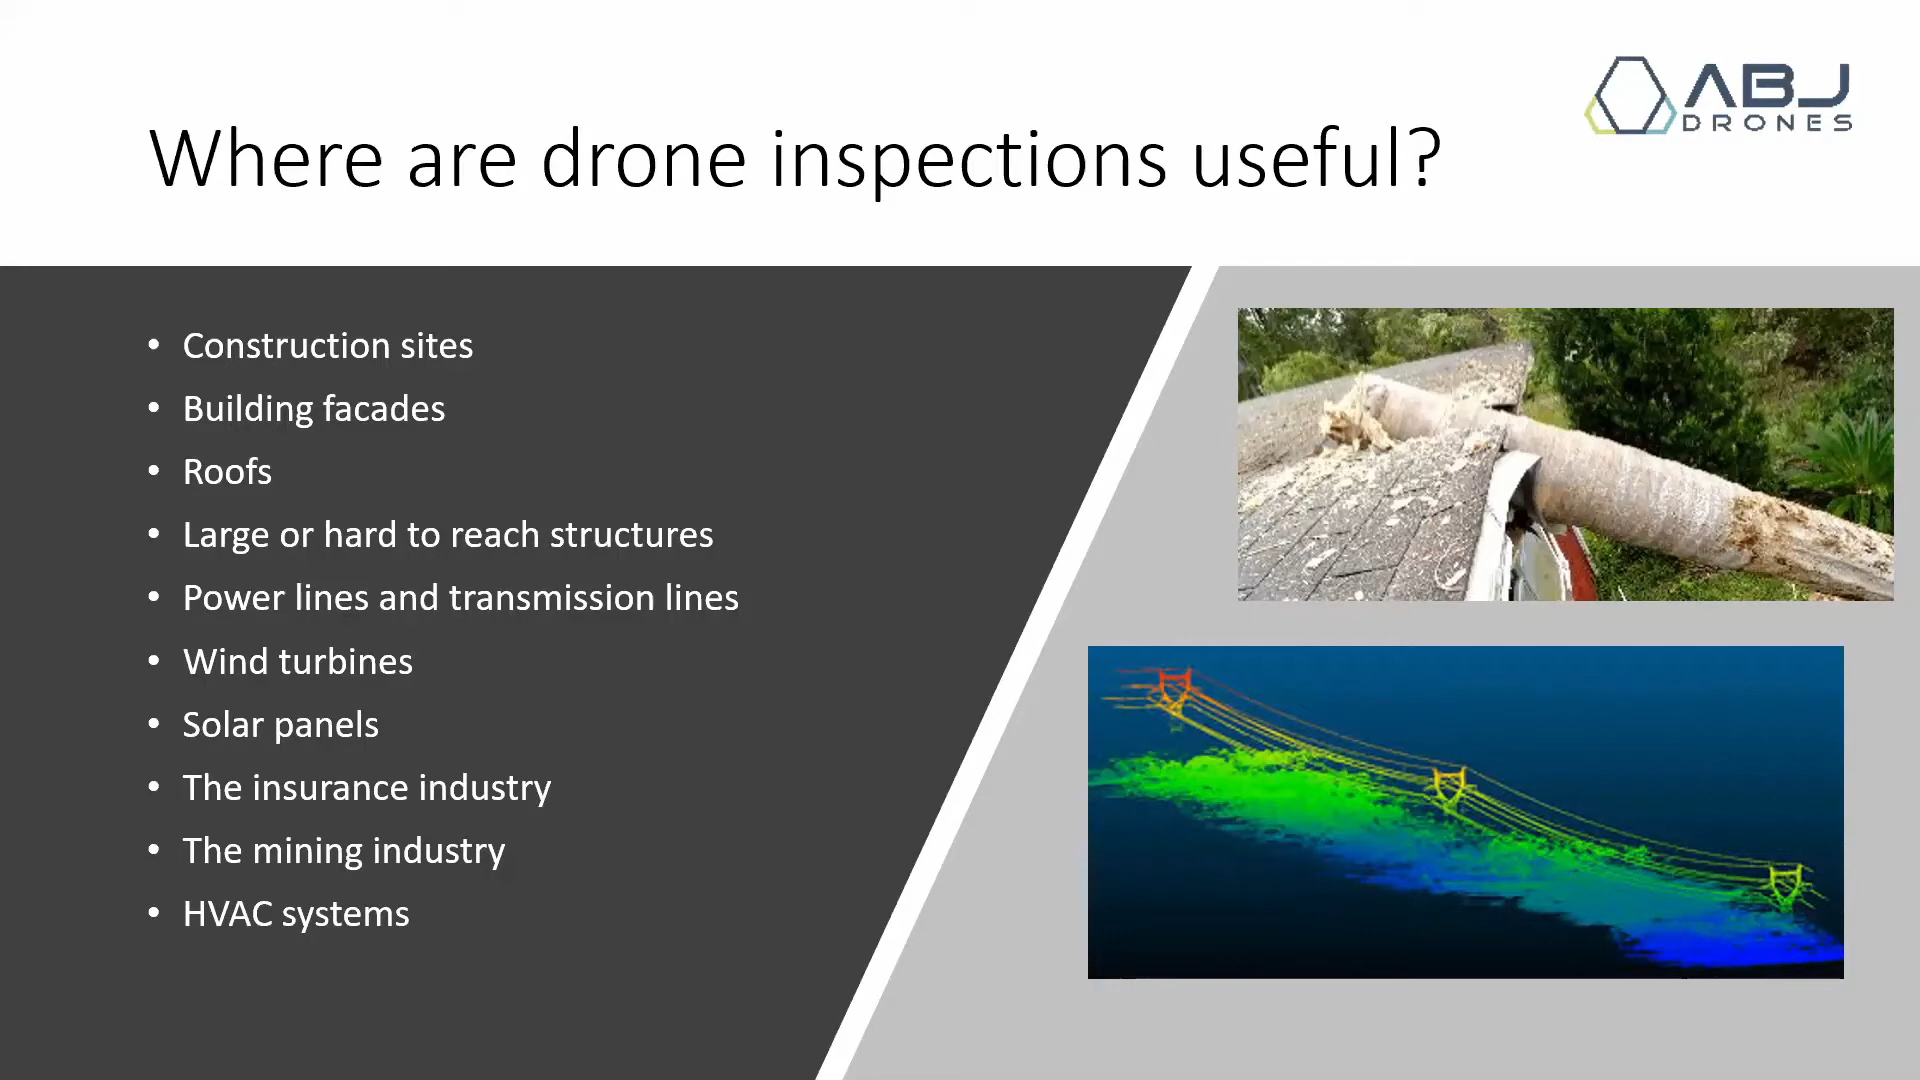 ABJ
DRONES
Where are drone inspections useful?
• Construction sites
• Building facades
• Roofs
• Large or hard to reach structures
• Power lines and transmission lines
• Wind turbines
• Solar panels
• The insurance industry
• The mining industry
• HVAC systems